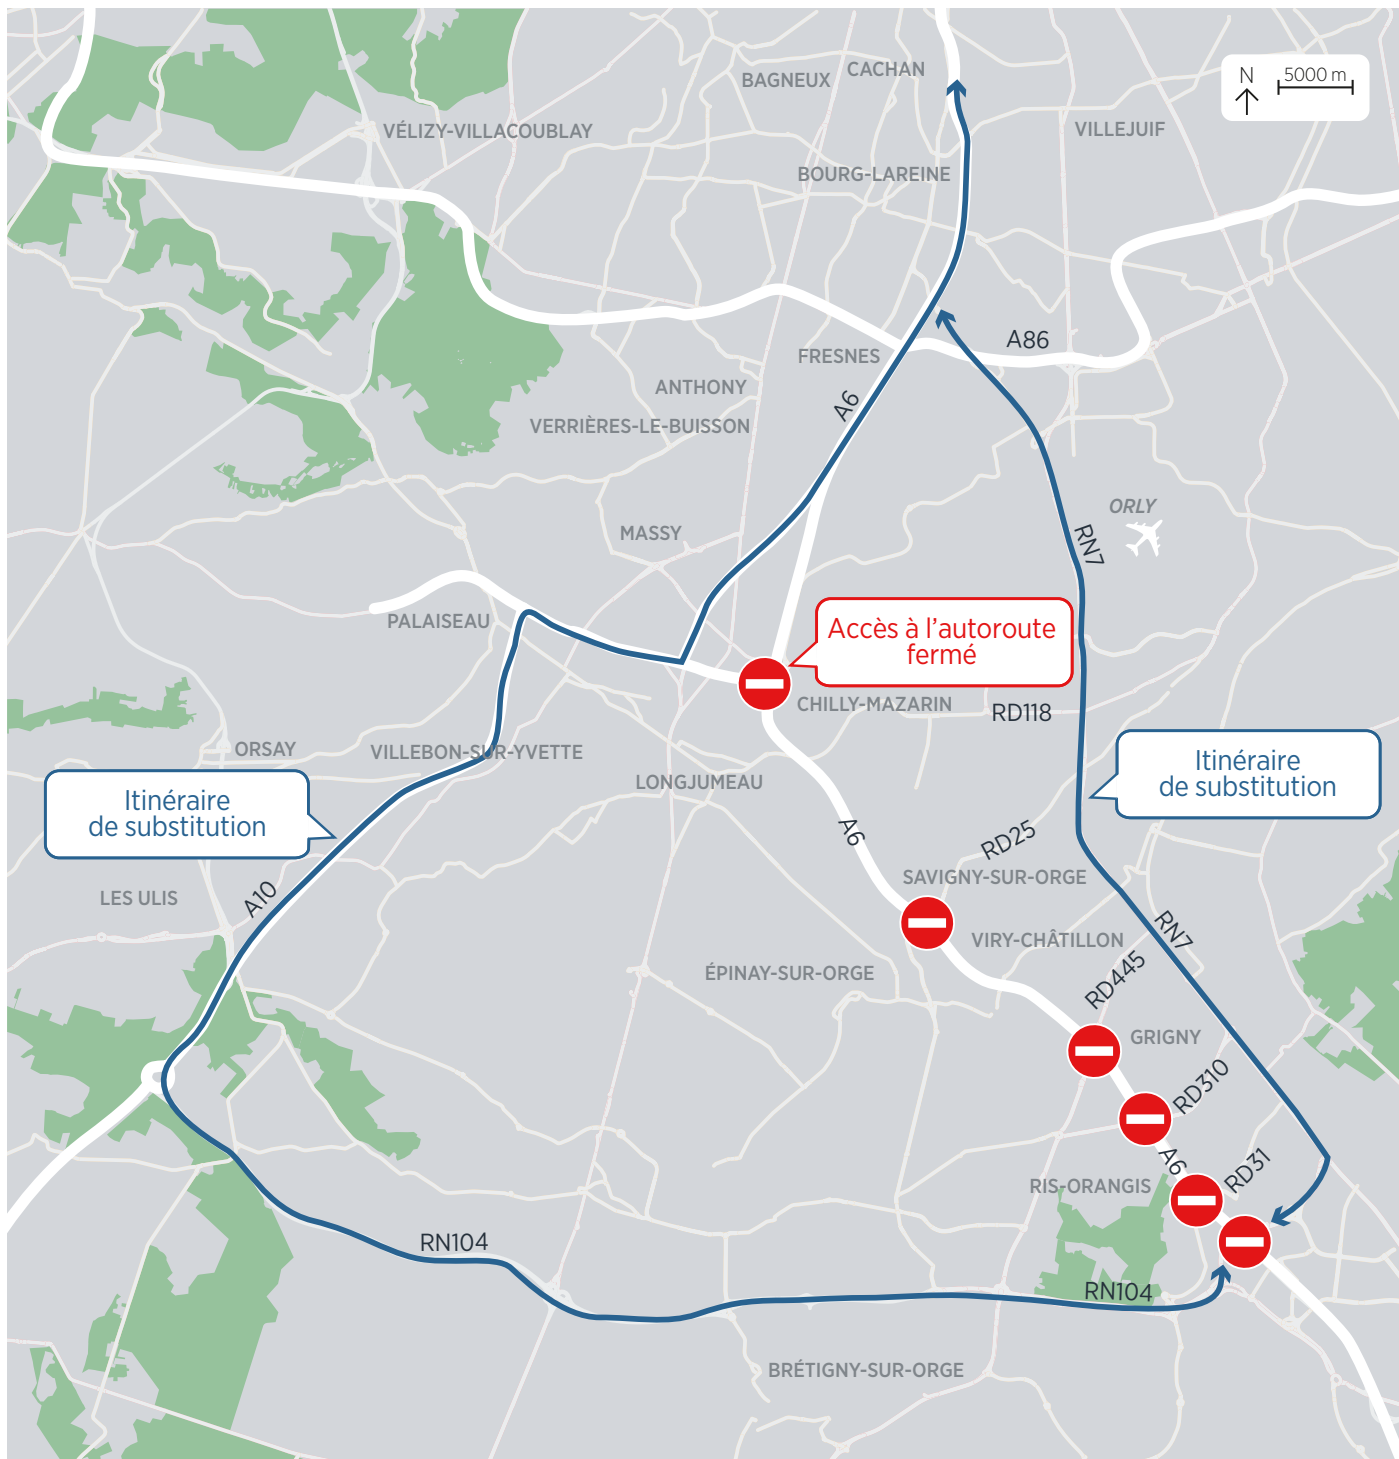 CACHAN
BAGNEUX
N
5000 m
VÉLIZY-VILLACOUBLAY
VILLEJUIF
BOURG-LAREINE
A86
FRESNES
ANTHONY
A6
VERRIÈRES-LE-BUISSON
ORLY
MASSY
RN7
PALAISEAU
Accès à l’autoroute
fermé
CHILLY-MAZARIN
RD118
ORSAY
VILLEBON-SUR-YVETTE
LONGJUMEAU
Itinéraire
de substitution
Itinéraire
de substitution
A6
RD25
SAVIGNY-SUR-ORGE
LES ULIS
A10
VIRY-CHÂTILLON
RN7
ÉPINAY-SUR-ORGE
RD445
GRIGNY
RD310
A6
RD31
RIS-ORANGIS
RN104
RN104
BRÉTIGNY-SUR-ORGE